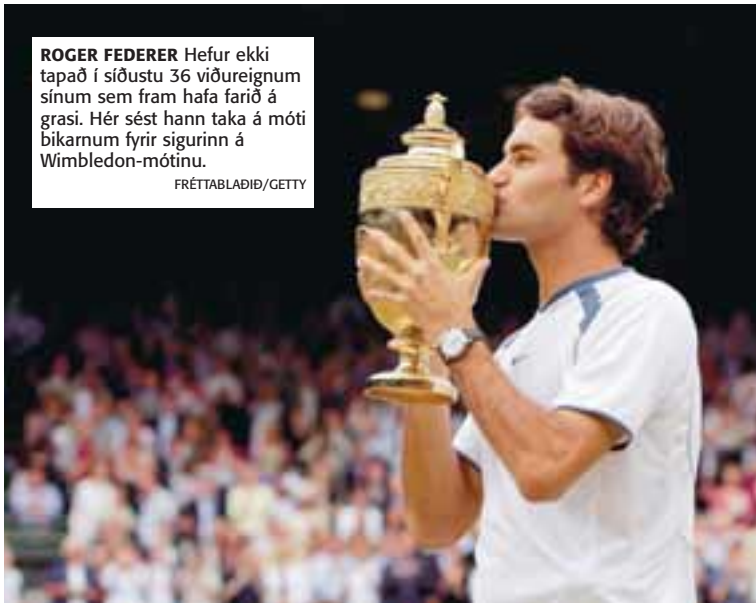 ROGER FEDERER Hefur ekki
tapað í síðustu 36 viðureignum
sínum sem fram hafa farið á
grasi. Hér sést hann taka á móti
bikarnum fyrir sigurinn á
Wimbledon-mótinu.
FRÉTTABLAÐIÐ/GETTY